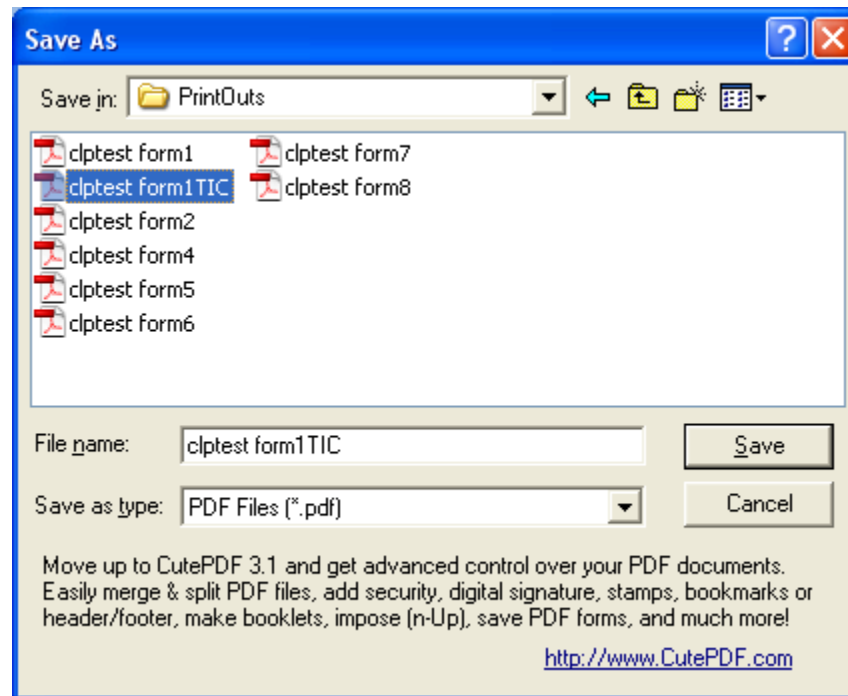 Save As
Save in: PrintOuts
clptest form1
clptest form1TIC
clptest form2
clptest form4
clptest form5
clptest form6
clptest form7
clptest form8
File name: clptest form1TIC
Save
Save as type: PDF Files (*.pdf)
Cancel
Move up to CutePDF 3.1 and get advanced control over your PDF documents.
Easily merge & split PDF files, add security, digital signature, stamps, bookmarks or
header/footer, make booklets, impose (n-Up), save PDF forms, and much more!
http://www.CutePDF.com